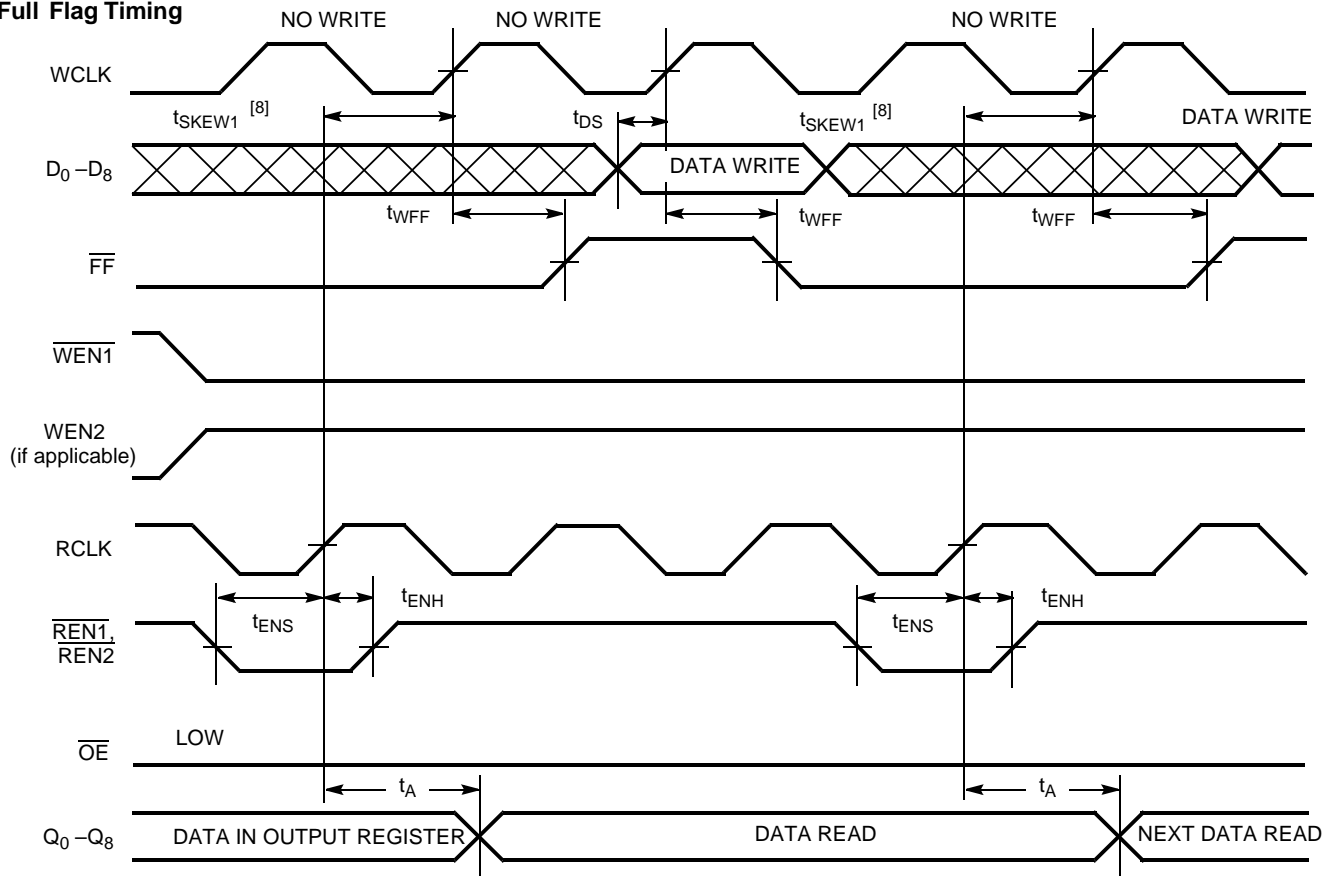 Full Flag Timing
NO WRITE NO WRITE NO WRITE
WCLK
tSKEW1 [8] tDS tSKEW1 [8] DATA WRITE
D0 –D8 DATA WRITE
tWFF tWFF tWFF
FF
WEN1
WEN2
(if applicable)
RCLK
tENH tENH
tENS tENS
REN1,
REN2
LOW
OE
tA tA
Q0 –Q8 DATA IN OUTPUT REGISTER DATA READ NEXT DATA READ